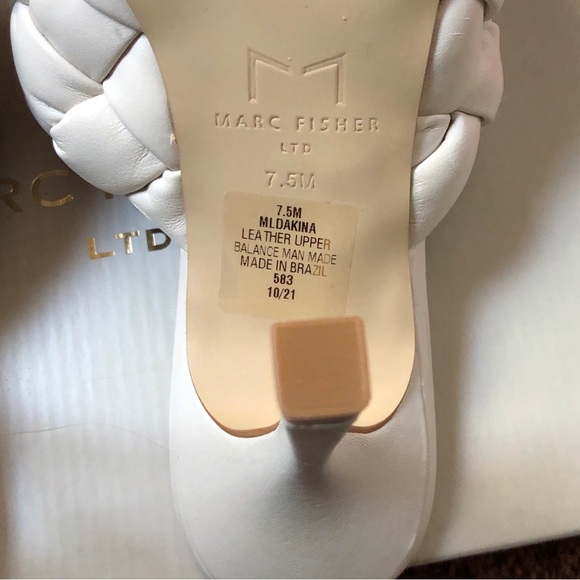 MARC FISHER
LTD
7.5M
7.5M
MLDAKINA
LEATHER UPPER
BALANCE MAN MADE
MADE IN BRAZIL
583
10/21
RC
LTD